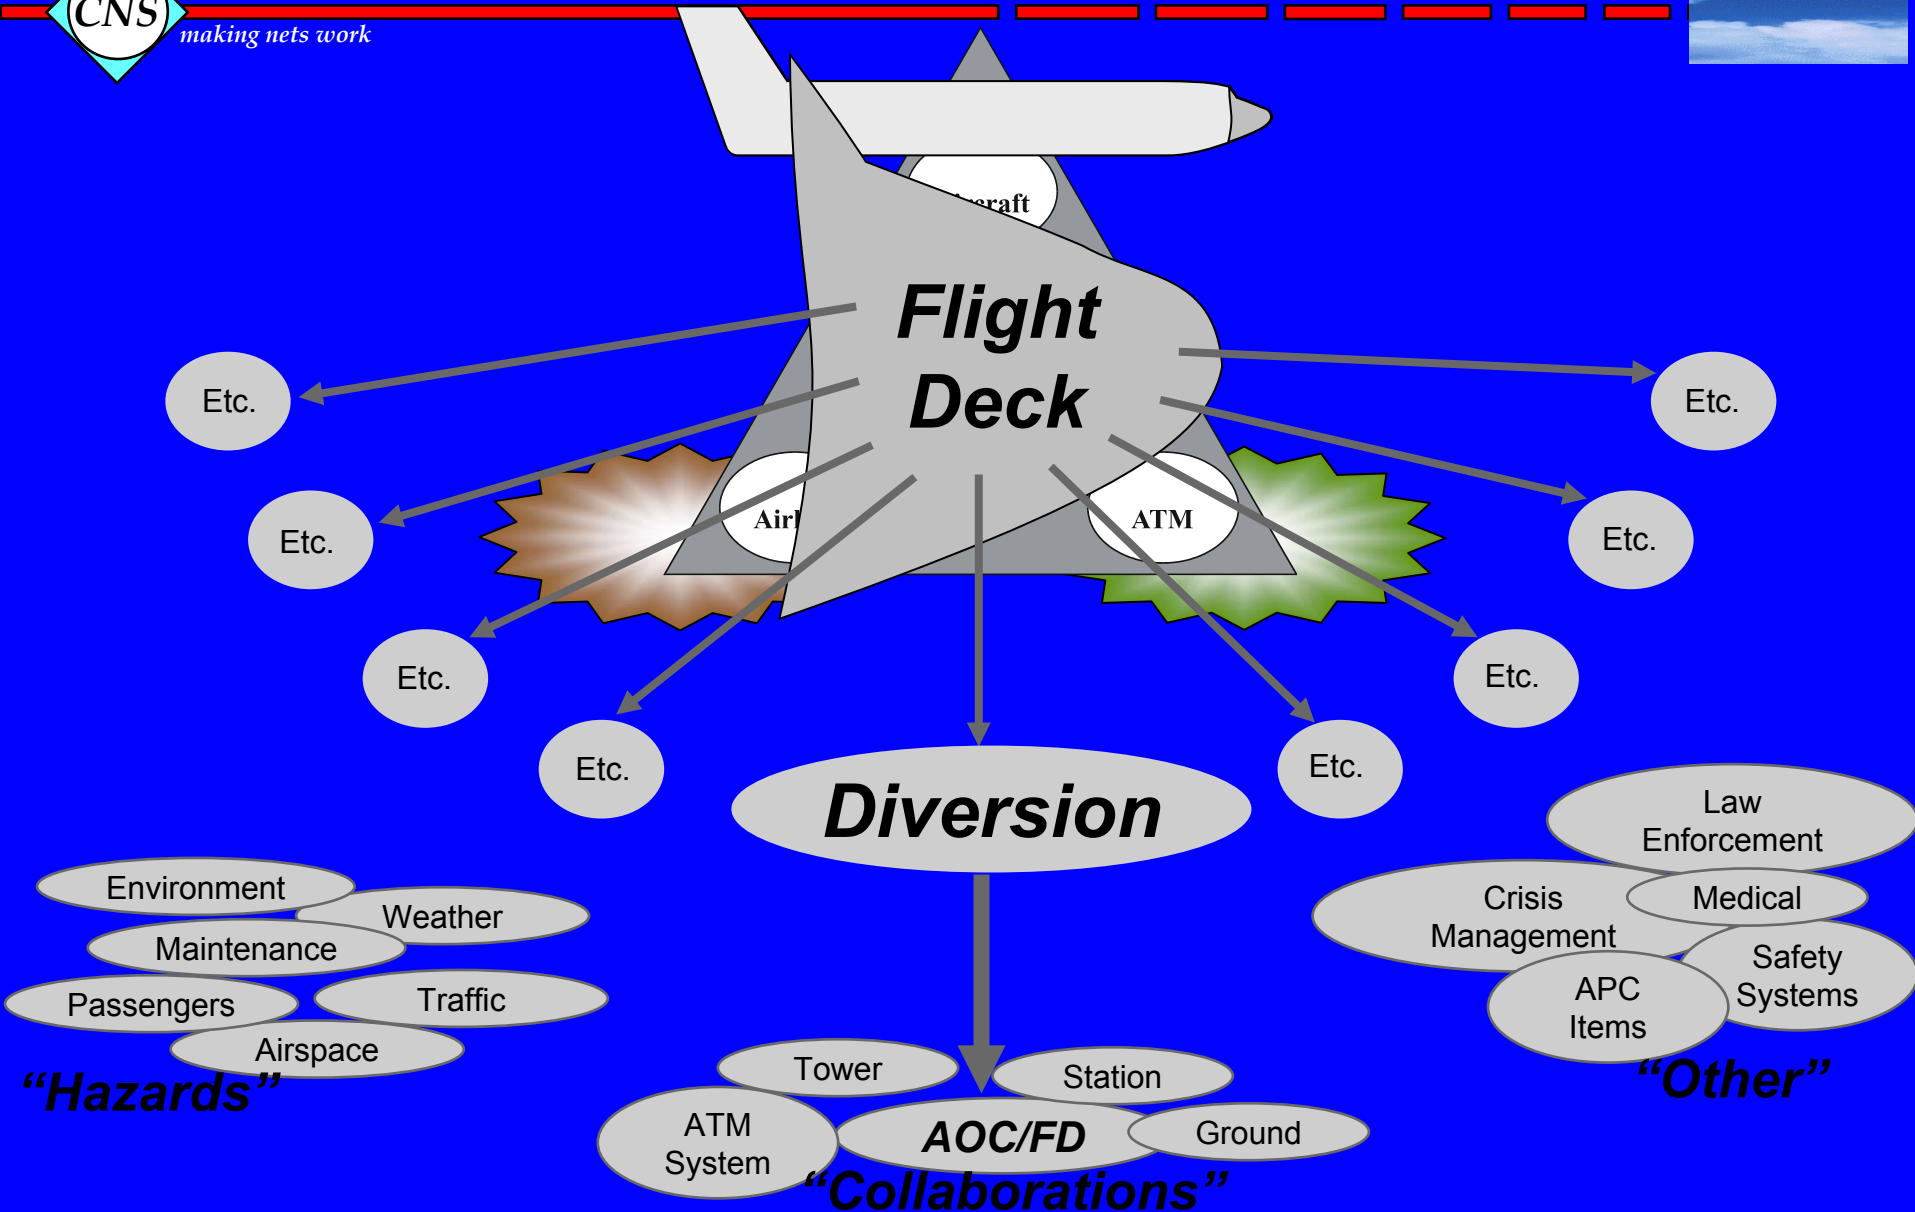 CNS
making nets work
Flight
Deck
ATM
Etc.
Etc.
Etc.
Etc.
Etc.
Etc.
Etc.
Etc.
Diversion
Environment
Weather
Maintenance
Passengers
Traffic
Airspace
“Hazards”
Tower
Station
ATM
System
AOC/FD
Ground
“Collaborations”
Law
Enforcement
Crisis
Management
Medical
Safety
Systems
APC
Items
“Other”